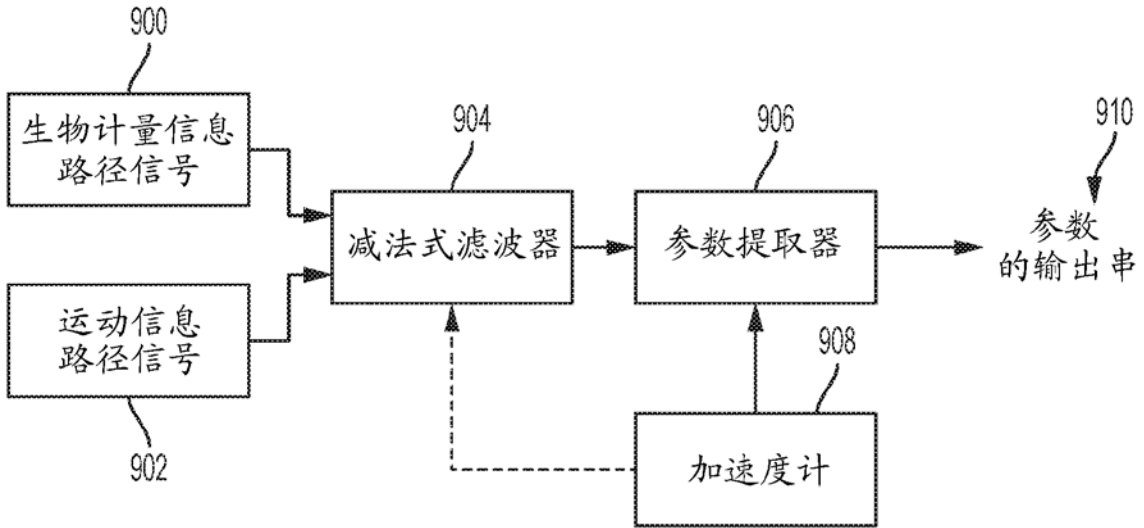 900
生物计量信息
路径信号
904
减法式滤波器
906
参数提取器
910
参数
的输出串
运动信息
路径信号
902
908
加速度计